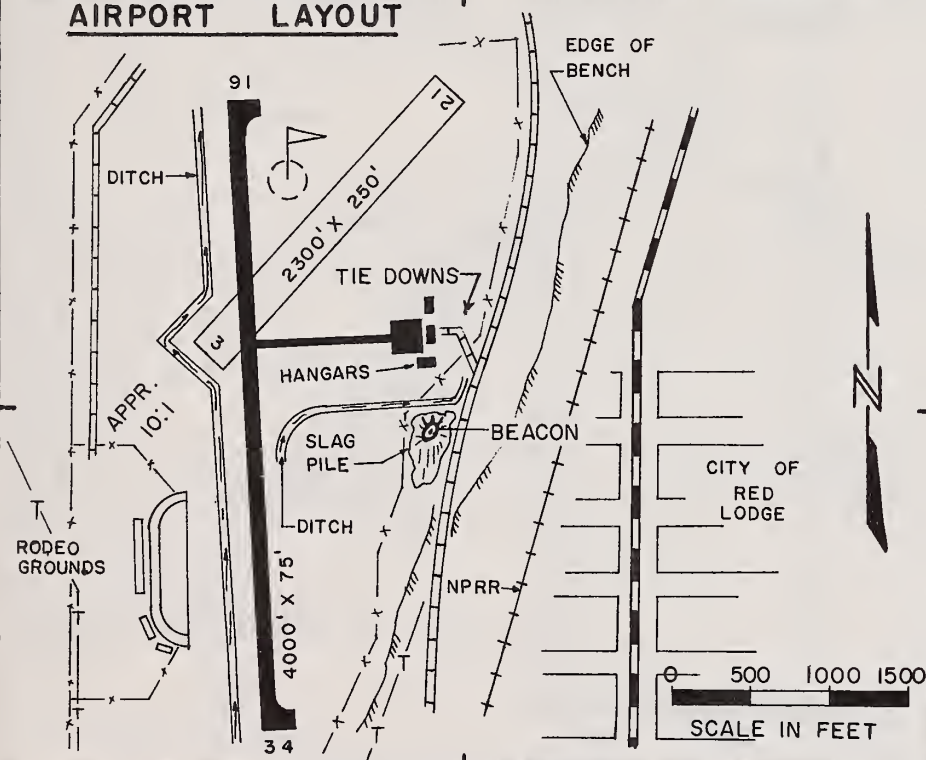 AIRPORT LAYOUT
EDGE OF
BENCH
16
21
DITCH
2300' X 250'
TIE DOWNS
3
HANGARS
APPR.
10:1
SLAG
PILE
BEACON
CITY OF
RED
LODGE
N
T
DITCH
RODEO
GROUNDS
4000' X 75'
NPRR
T
T
T
T
34
0 500 1000 1500
SCALE IN FEET